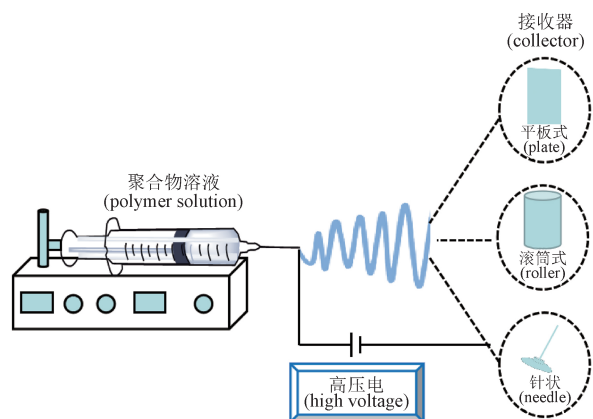 接收器
(collector)
平板式
(plate)
聚合物溶液
(polymer solution)
滚筒式
(roller)
高压电
(high voltage)
针状
(needle)